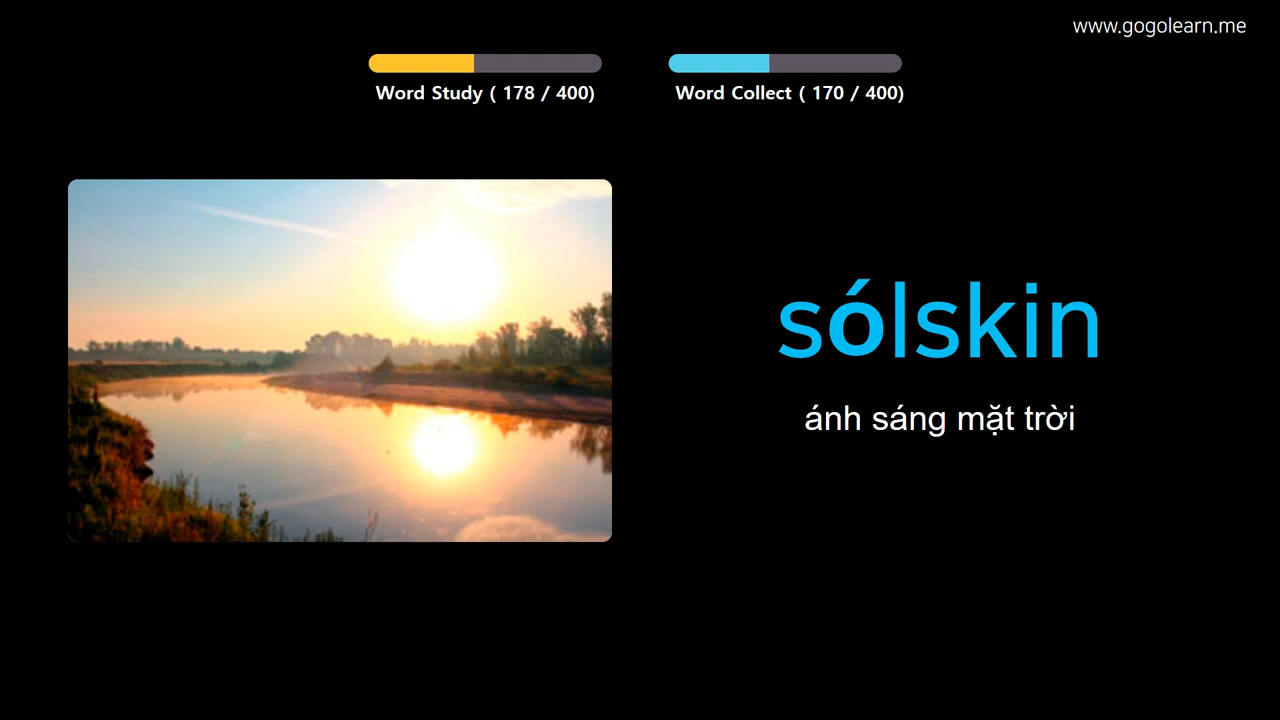 www.gogolearn.me
Word Study ( 178 / 400)
Word Collect ( 170 / 400)
sólskin
ánh sáng mặt trời